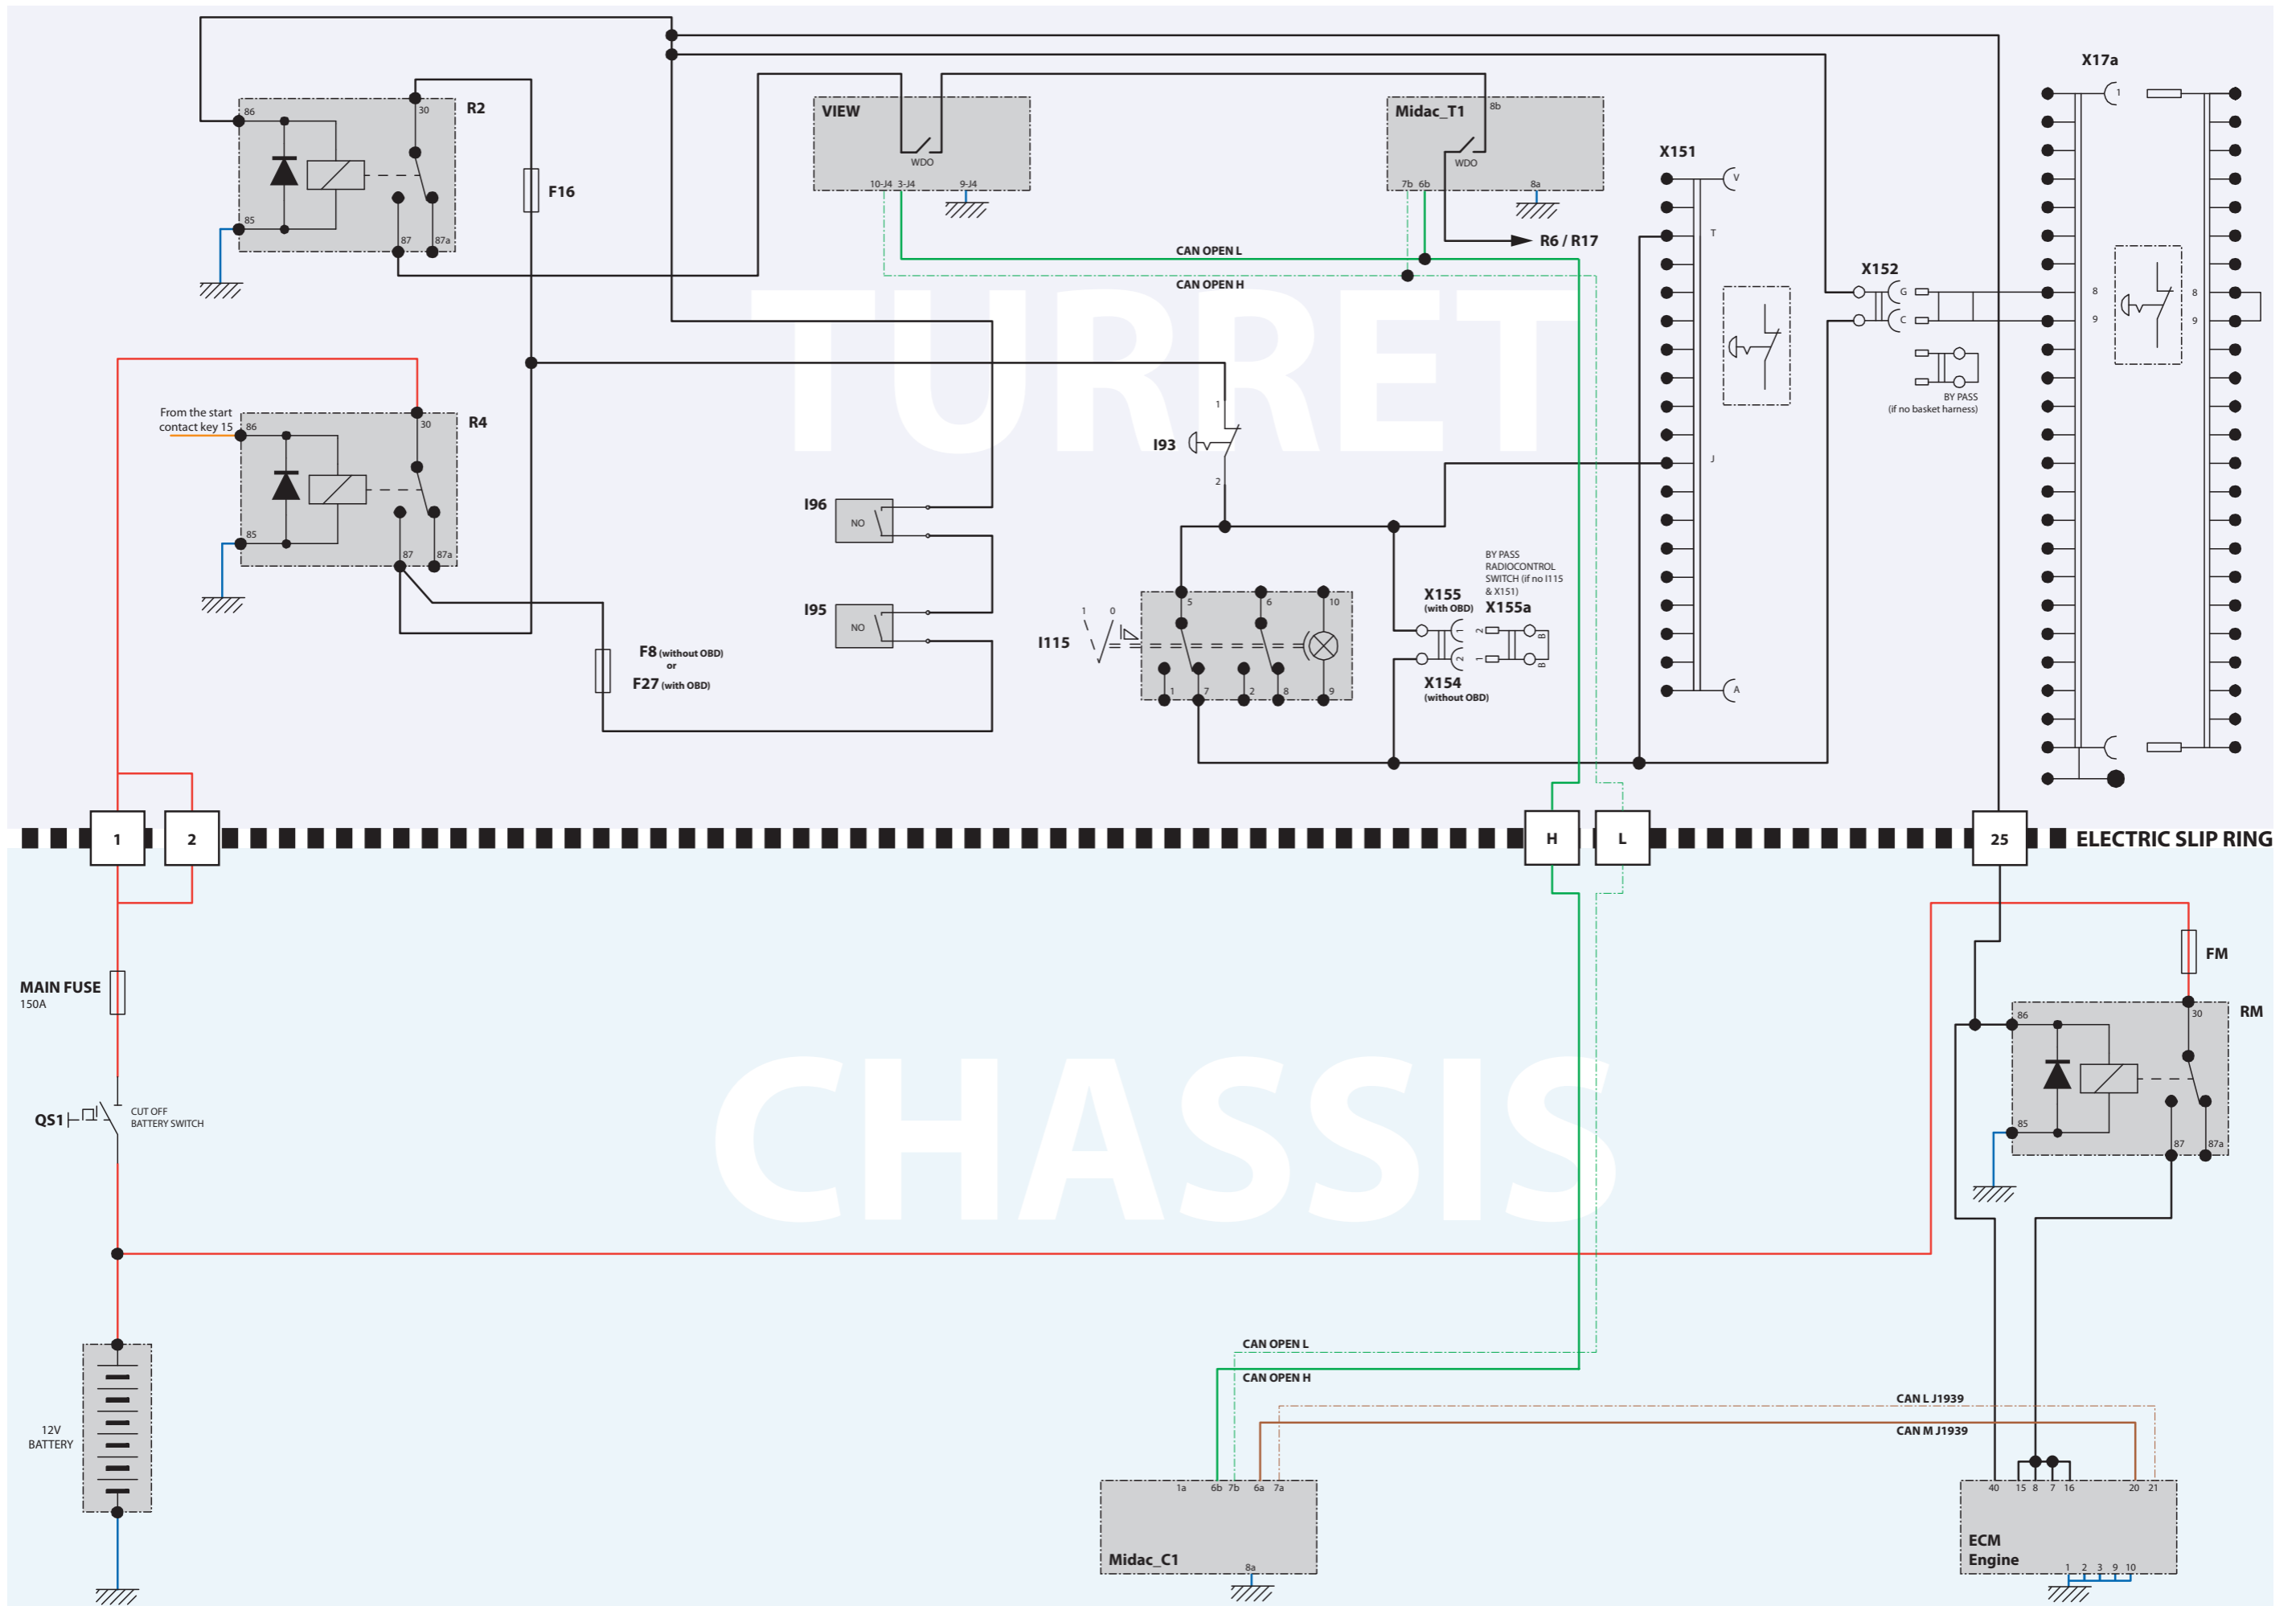 X17a
1
R2
86
30
85
87
87a
F16
VIEW
WDO
10-J4 3-J4
9-J4
Midac_T1
8b
WDO
7b 6b
8a
R6 / R17
CAN OPEN L
CAN OPEN H
X151
V
T
J
A
X152
G
C
8
9
8
9
BY PASS
(if no basket harness)
TURRET
From the start
contact key 15
R4
86
30
85
87
87a
I93
1
2
I96
NO
I95
NO
F8 (without OBD)
or
F27 (with OBD)
I115
1 0
5
6
10
1
7
2
8
9
BY PASS
RADIOCONTROL
SWITCH (if no I115
& X151)
X155
(with OBD)
X155a
1
2
B
2
1
B
X154
(without OBD)
1
2
H
L
25
ELECTRIC SLIP RING
MAIN FUSE
150A
QS1
CUT OFF
BATTERY SWITCH
CHASSIS
FM
RM
86
30
85
87
87a
12V
BATTERY
CAN OPEN L
CAN OPEN H
CAN L J1939
CAN M J1939
1a
6b 7b
6a 7a
Midac_C1
8a
40
15 8 7 16
20 21
ECM
Engine
1 2 3 9 10